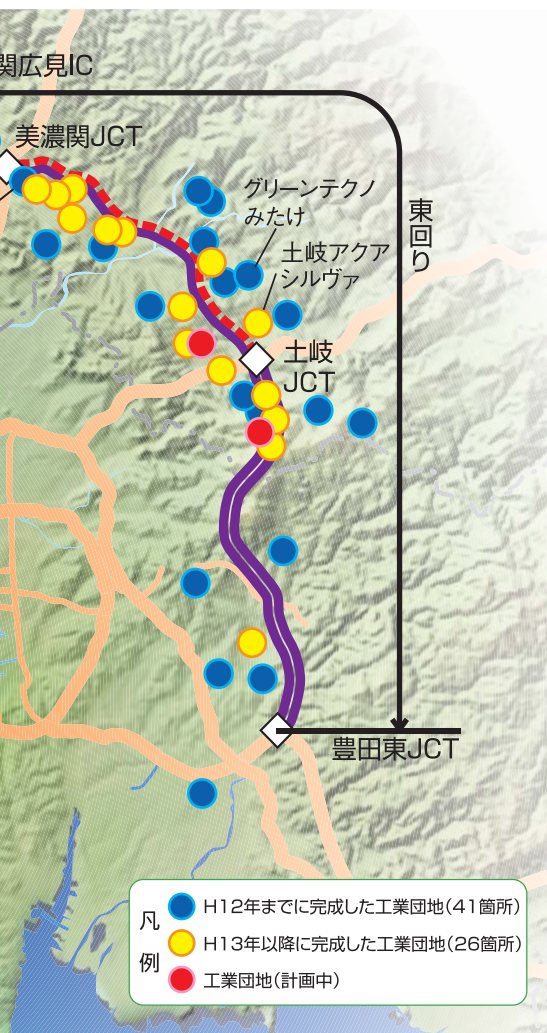 関広見IC
美濃関JCT
グリーンテクノ
みたけ
土岐アクア
シルヴァ
東回り
土岐
JCT
豊田東JCT
凡例
H12年までに完成した工業団地(41箇所)
H13年以降に完成した工業団地(26箇所)
工業団地(計画中)